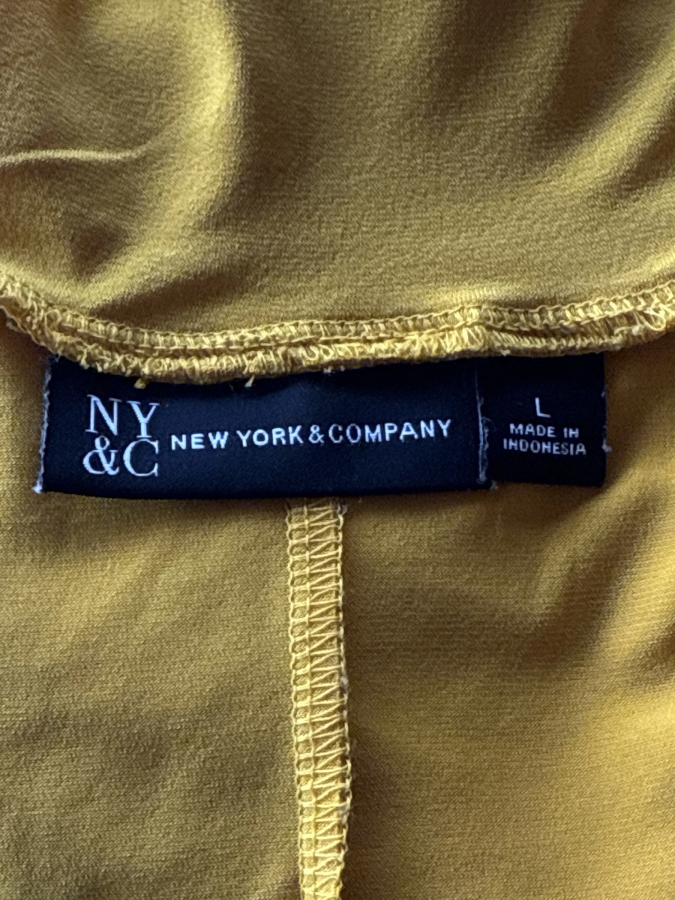 NY
&C
NEW YORK & COMPANY
L
MADE IN
INDONESIA